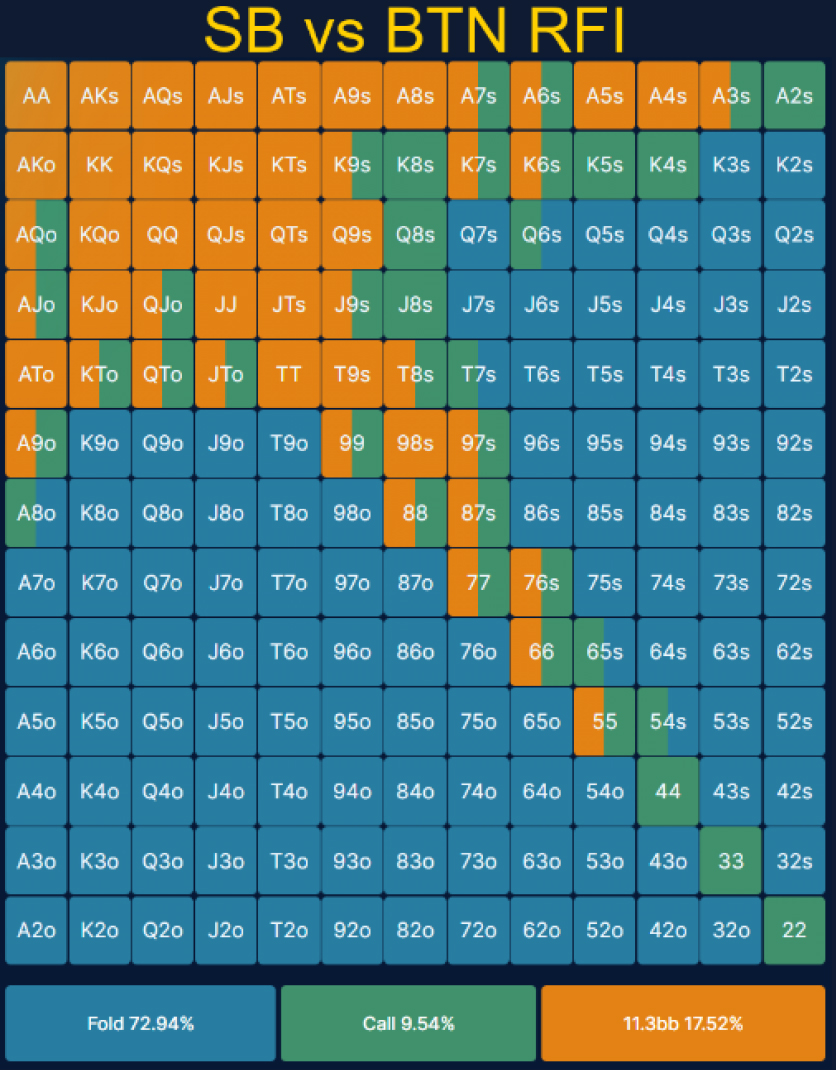 SB vs BTN RFI
AA AKs AQs AJs ATs A9s A8s A7s A6s A5s A4s A3s A2s
AKo KK KQs KJs KTs K9s K8s K7s K6s K5s K4s K3s K2s
AQo KQo QQ QJs QTs Q9s Q8s Q7s Q6s Q5s Q4s Q3s Q2s
AJo KJo QJo JJ JTs J9s J8s J7s J6s J5s J4s J3s J2s
ATo KTo QTo JTo TT T9s T8s T7s T6s T5s T4s T3s T2s
A9o K9o Q9o J9o T9o 99 98s 97s 96s 95s 94s 93s 92s
A8o K8o Q8o J8o T8o 98o 88 87s 86s 85s 84s 83s 82s
A7o K7o Q7o J7o T7o 97o 87o 77 76s 75s 74s 73s 72s
A6o K6o Q6o J6o T6o 96o 86o 76o 66 65s 64s 63s 62s
A5o K5o Q5o J5o T5o 95o 85o 75o 65o 55 54s 53s 52s
A4o K4o Q4o J4o T4o 94o 84o 74o 64o 54o 44 43s 42s
A3o K3o Q3o J3o T3o 93o 83o 73o 63o 53o 43o 33 32s
A2o K2o Q2o J2o T2o 92o 82o 72o 62o 52o 42o 32o 22
Fold 72.94% Call 9.54% 11.3bb 17.52%